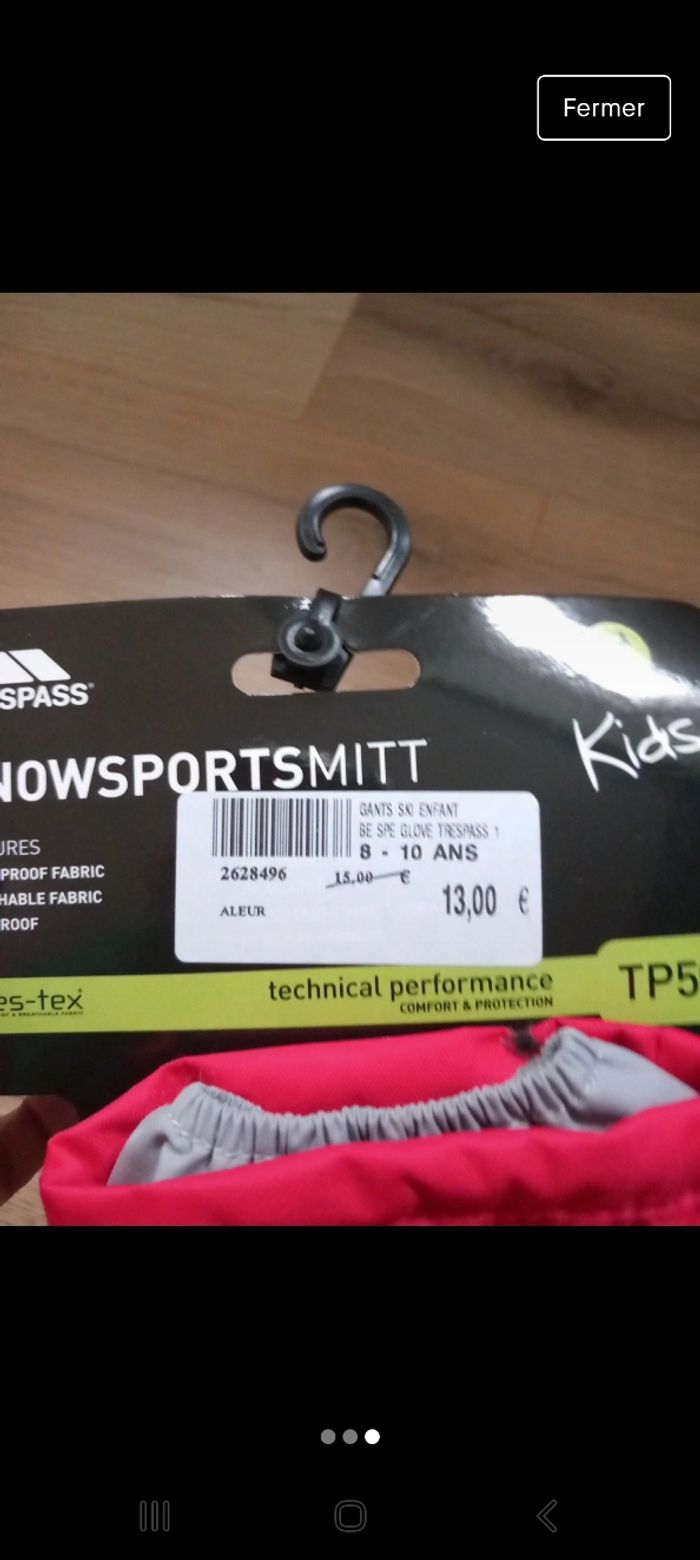 Fermer
SPASS
NOWSPORTSMITT
Kids
URES
PROOF FABRIC
HABLE FABRIC
ROOF
GANTS SKI ENFANT
BE SPE GLOVE TRESPASS 1
8 - 10 ANS
2628496
15,00 €
13,00 €
ALEUR
es-tex
technical performance
COMFORT & PROTECTION
TP5